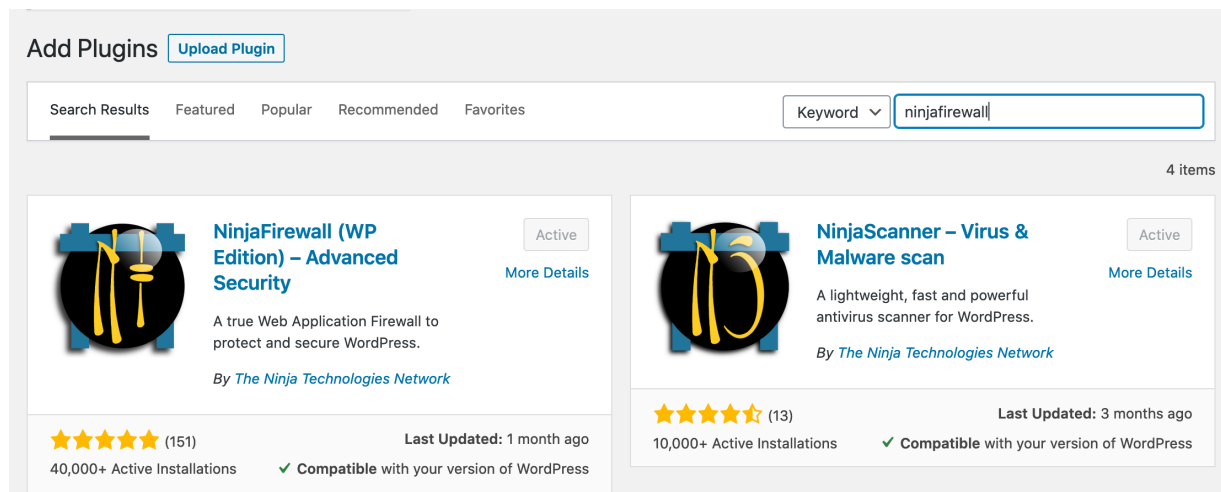 Add Plugins Upload Plugin
Search Results Featured Popular Recommended Favorites Keyword ninjafirewall
4 items
NinjaFirewall (WP
Edition) – Advanced
Security
Active
More Details
A true Web Application Firewall to
protect and secure WordPress.
By The Ninja Technologies Network
(151)
Last Updated: 1 month ago
40,000+ Active Installations
Compatible with your version of WordPress
NinjaScanner – Virus &
Malware scan
Active
More Details
A lightweight, fast and powerful
antivirus scanner for WordPress.
By The Ninja Technologies Network
(13)
Last Updated: 3 months ago
10,000+ Active Installations
Compatible with your version of WordPress